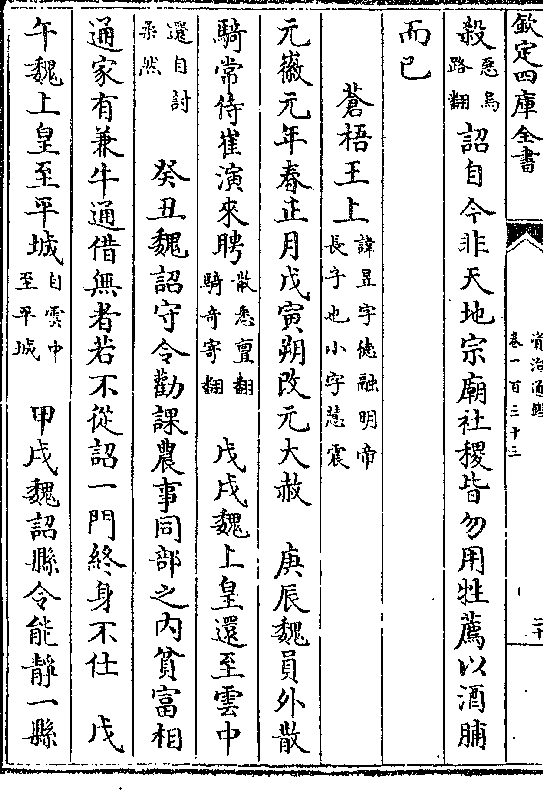 欽定四庫全書
資治通鑑
卷一百三十三
二十
殺惡烏路翻詔自今非天地宗廟社稷皆勿用牲薦以酒脯
而已
蒼梧王上諱昱字德融明帝長子也小字慧震
元徽元年春正月戊寅朔改元大赦 庚辰魏員外散
騎常侍崔演來聘散悉亶翻騎奇寄翻 戊戌魏上皇還至雲中
還自討柔然 癸丑魏詔守令勸課農事同部之內貧富相
通家有兼牛通借無者若不從詔一門終身不仕 戊
午魏上皇至平城自雲中至平城 甲戌魏詔縣令能靜一縣